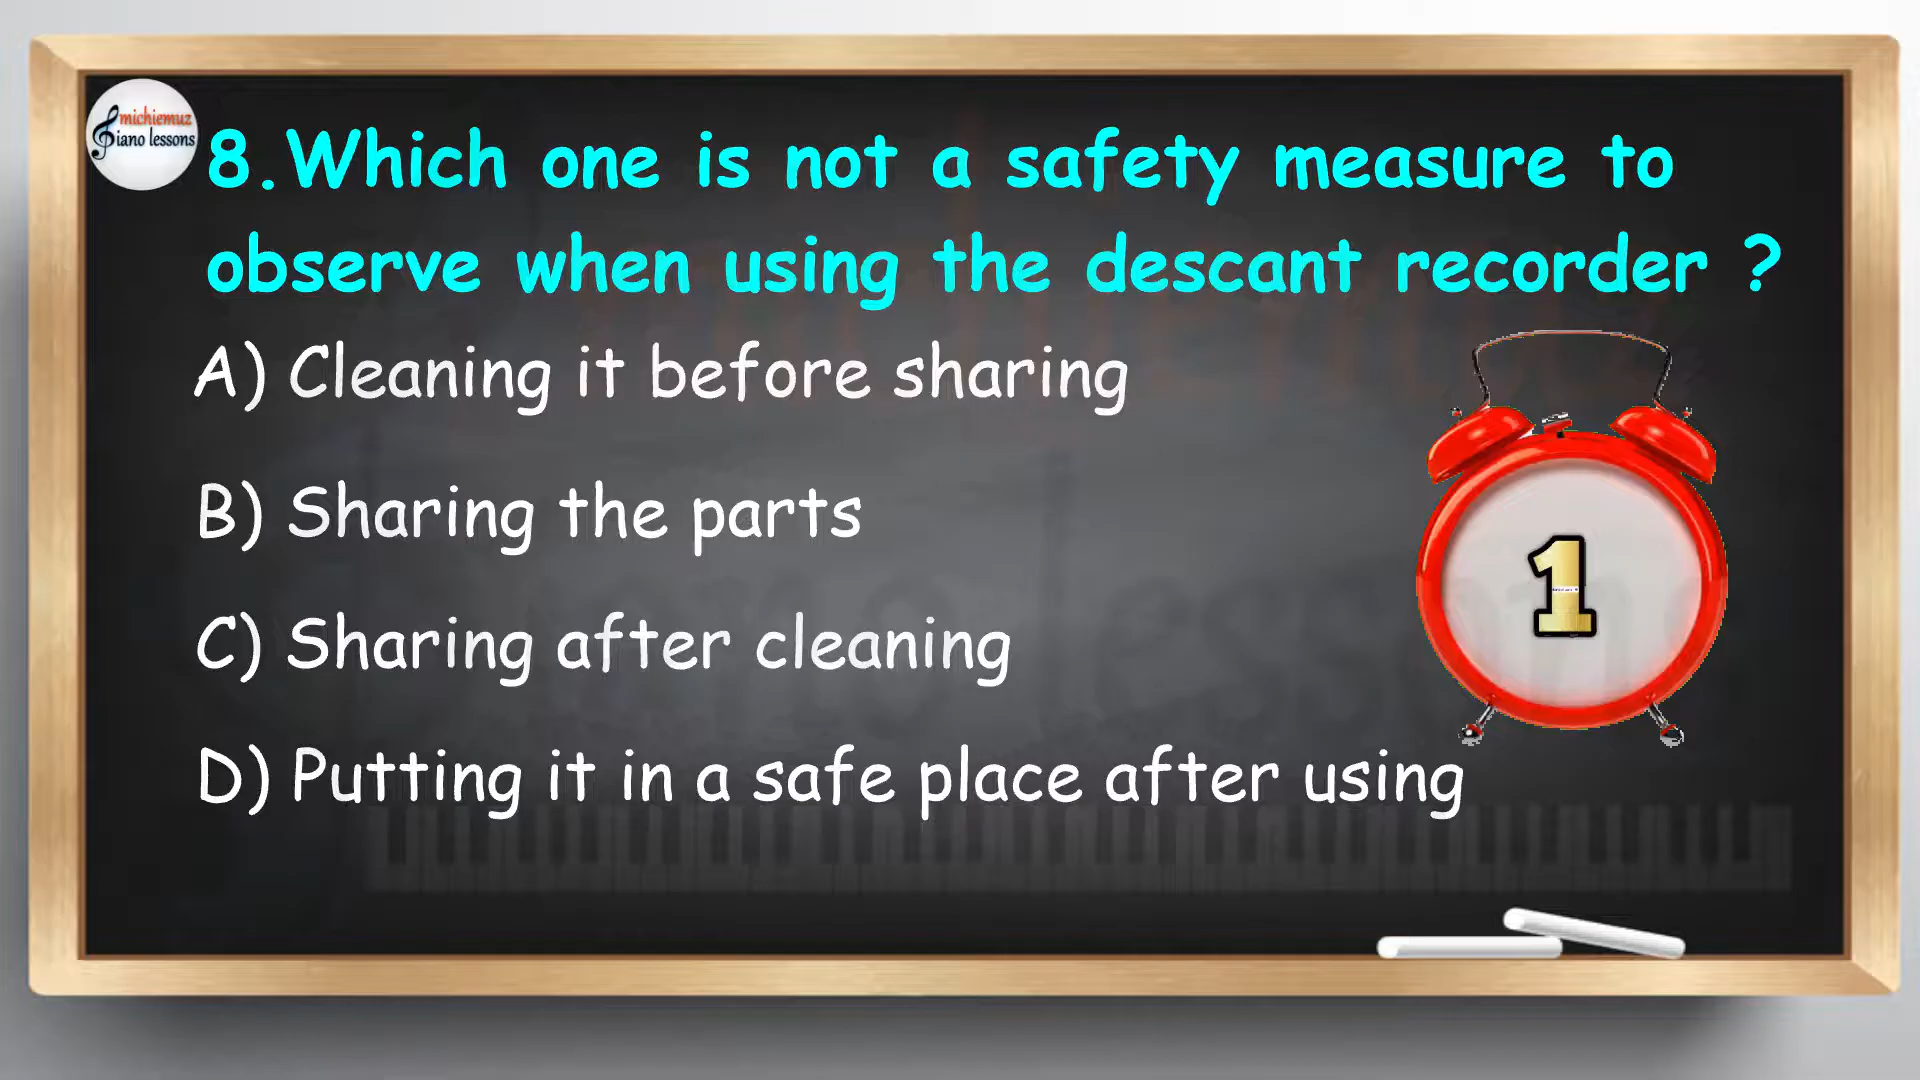 michiemuz
iano lessons
8.Which one is not a safety measure to
observe when using the descant recorder ?
A) Cleaning it before sharing
B) Sharing the parts
C) Sharing after cleaning
D) Putting it in a safe place after using
1